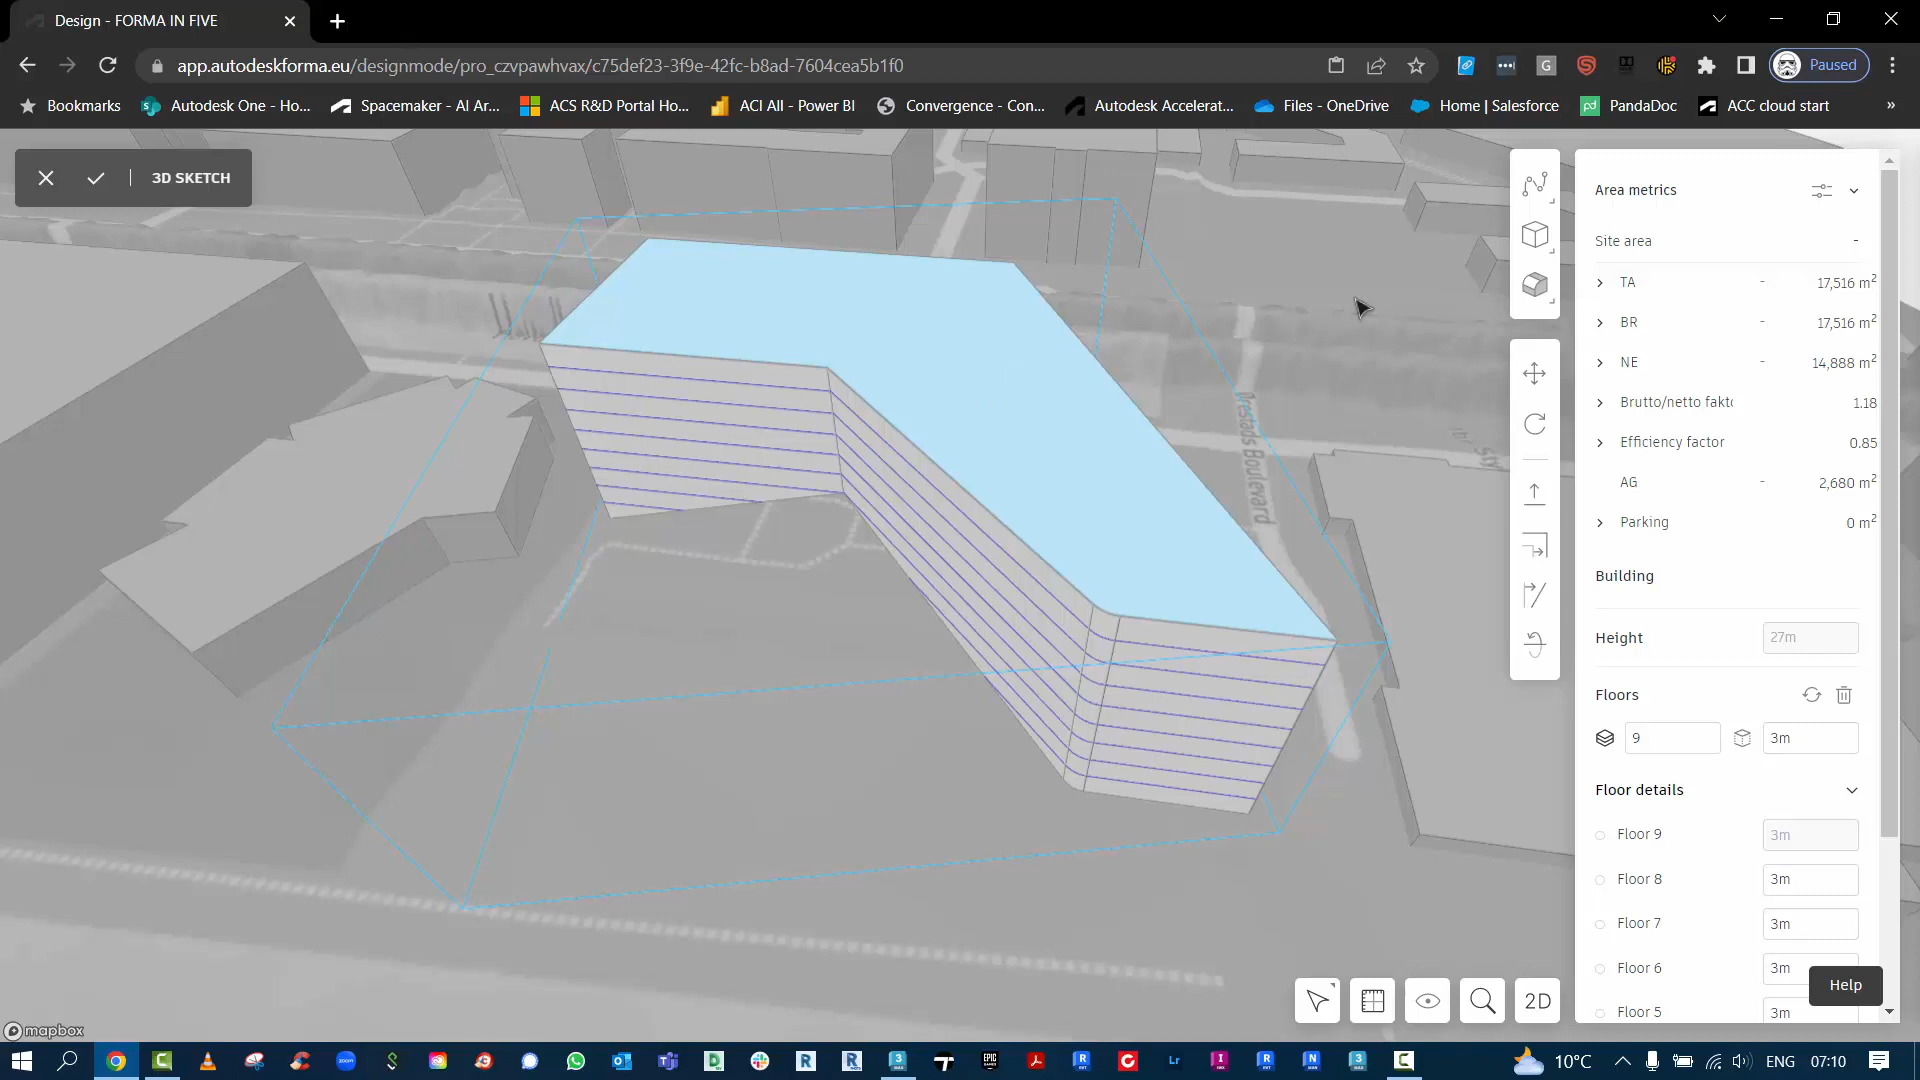 Design - FORMA IN FIVE
app.autodeskforma.eu/designmode/pro_czvpawhvax/c75def23-3f9e-42fc-b8ad-7604cea5b1f0
Paused
Bookmarks
Autodesk One - Ho...
Spacemaker - AI Ar...
ACS R&D Portal Ho...
ACI All - Power BI
Convergence - Con...
Autodesk Accelerat...
Files - OneDrive
Home | Salesforce
PandaDoc
ACC cloud start
»
3D SKETCH
Area metrics
Site area -
TA - 17,516 m²
BR - 17,516 m²
NE - 14,888 m²
Brutto/netto fakto 1.18
Efficiency factor 0.85
AG - 2,680 m²
Parking 0 m²
Building
Height 27m
Floors
9 3m
Floor details
Floor 9 3m
Floor 8 3m
Floor 7 3m
Floor 6 3m
Floor 5 3m
Help
2D
Boulevard
mapbox
10°C
ENG
07:10